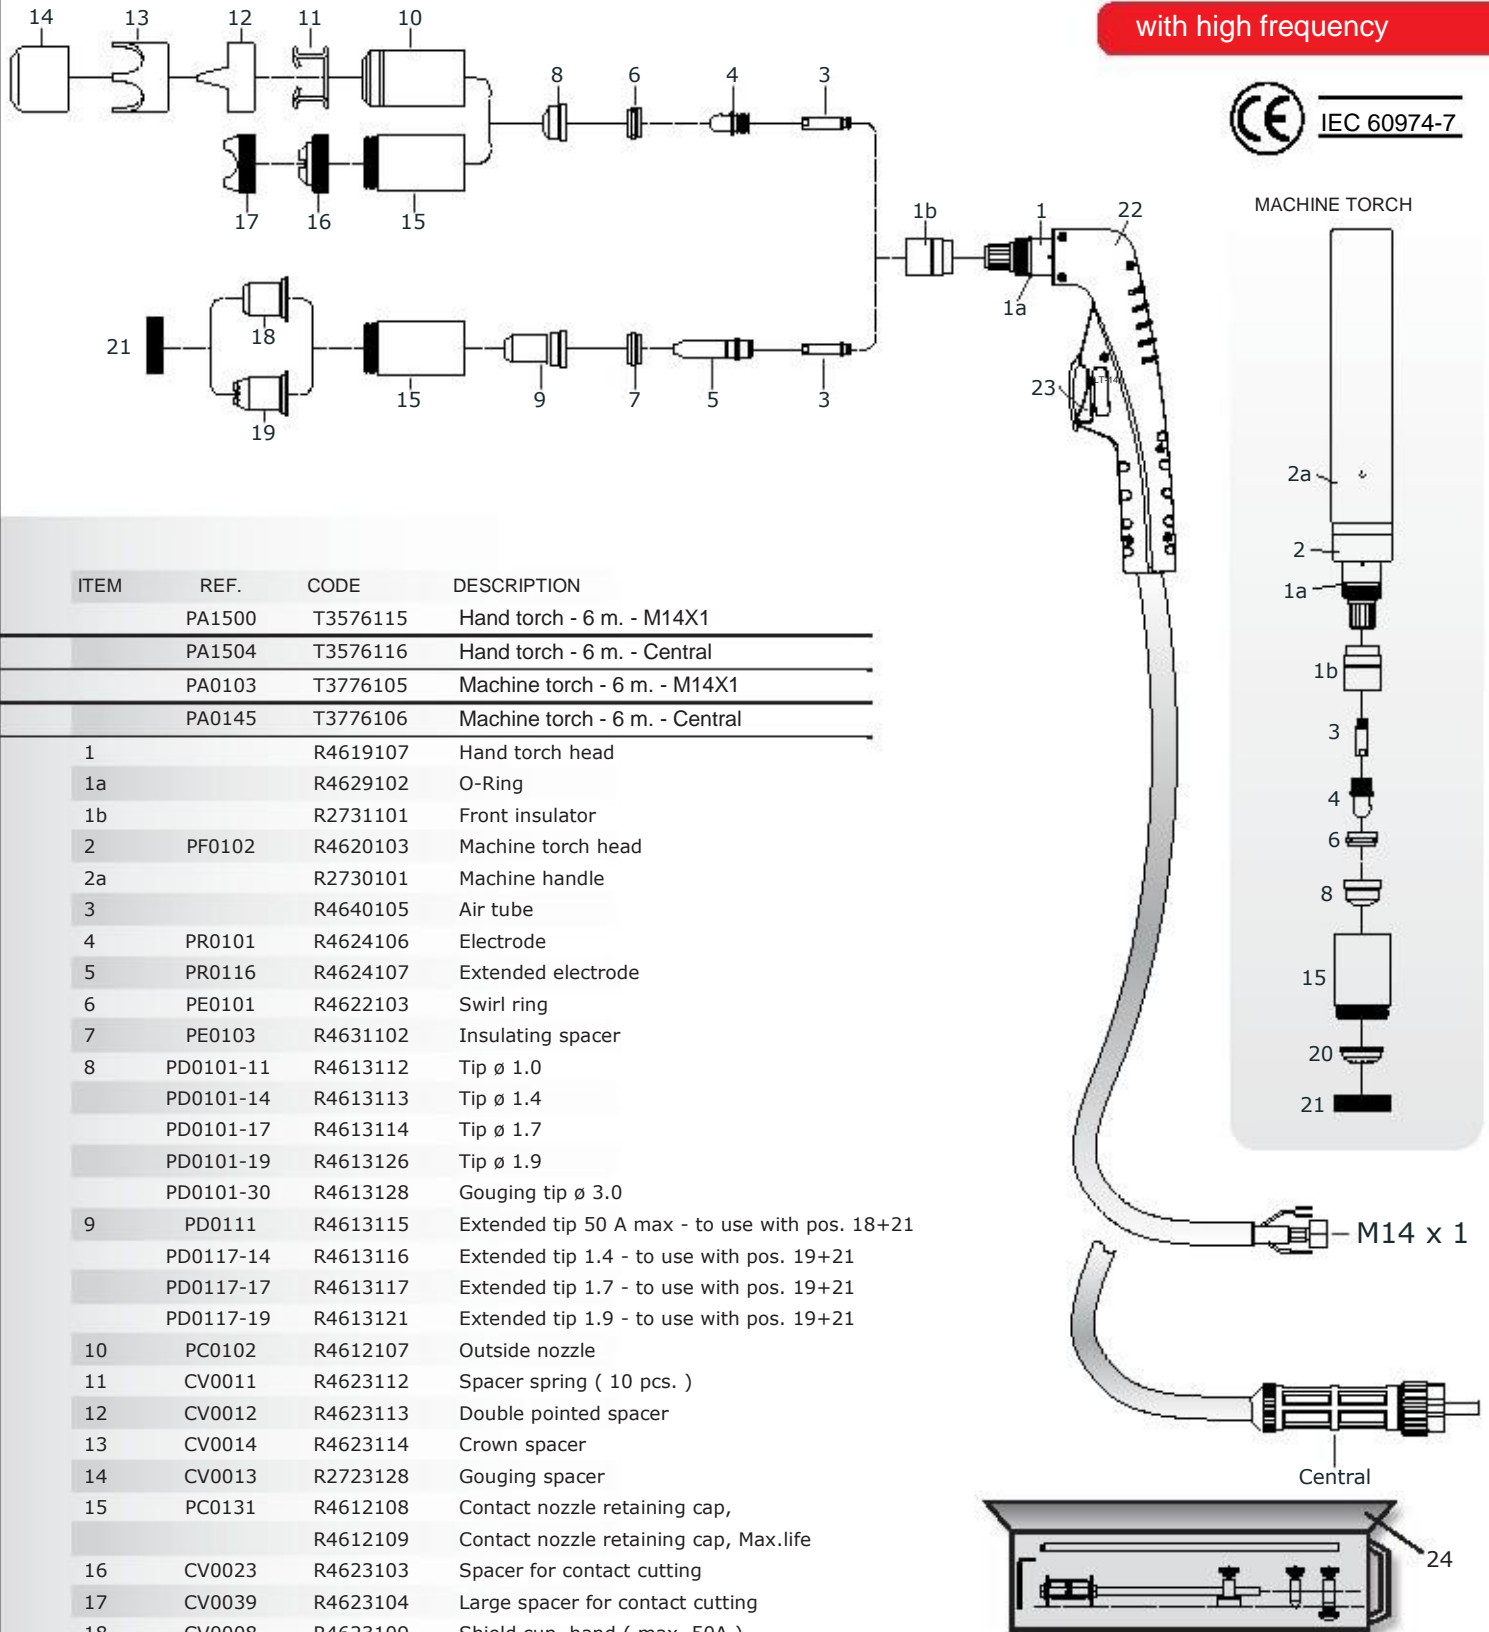 14 13 12 11 10
with high frequency
8 6 4 3
CE
IEC 60974-7
17 16 15
1b 1 22
MACHINE TORCH
1a
21 18
15 9 7 5 3
23
LT-14
19
2a
2
1a
1b
3
4
6
8
15
20
21
ITEM REF. CODE DESCRIPTION
PA1500 T3576115 Hand torch - 6 m. - M14X1
PA1504 T3576116 Hand torch - 6 m. - Central
PA0103 T3776105 Machine torch - 6 m. - M14X1
PA0145 T3776106 Machine torch - 6 m. - Central
1 R4619107 Hand torch head
1a R4629102 O-Ring
1b R2731101 Front insulator
2 PF0102 R4620103 Machine torch head
2a R2730101 Machine handle
3 R4640105 Air tube
4 PR0101 R4624106 Electrode
5 PR0116 R4624107 Extended electrode
6 PE0101 R4622103 Swirl ring
7 PE0103 R4631102 Insulating spacer
8 PD0101-11 R4613112 Tip ø 1.0
PD0101-14 R4613113 Tip ø 1.4
PD0101-17 R4613114 Tip ø 1.7
PD0101-19 R4613126 Tip ø 1.9
PD0101-30 R4613128 Gouging tip ø 3.0
9 PD0111 R4613115 Extended tip 50 A max - to use with pos. 18+21
PD0117-14 R4613116 Extended tip 1.4 - to use with pos. 19+21
PD0117-17 R4613117 Extended tip 1.7 - to use with pos. 19+21
PD0117-19 R4613121 Extended tip 1.9 - to use with pos. 19+21
10 PC0102 R4612107 Outside nozzle
11 CV0011 R4623112 Spacer spring ( 10 pcs. )
12 CV0012 R4623113 Double pointed spacer
13 CV0014 R4623114 Crown spacer
14 CV0013 R2723128 Gouging spacer
15 PC0131 R4612108 Contact nozzle retaining cap,
R4612109 Contact nozzle retaining cap, Max.life
16 CV0023 R4623103 Spacer for contact cutting
17 CV0039 R4623104 Large spacer for contact cutting
18 CV0008 R4623109 Shield cup, hand ( max. 50A )
M14 x 1
Central
24